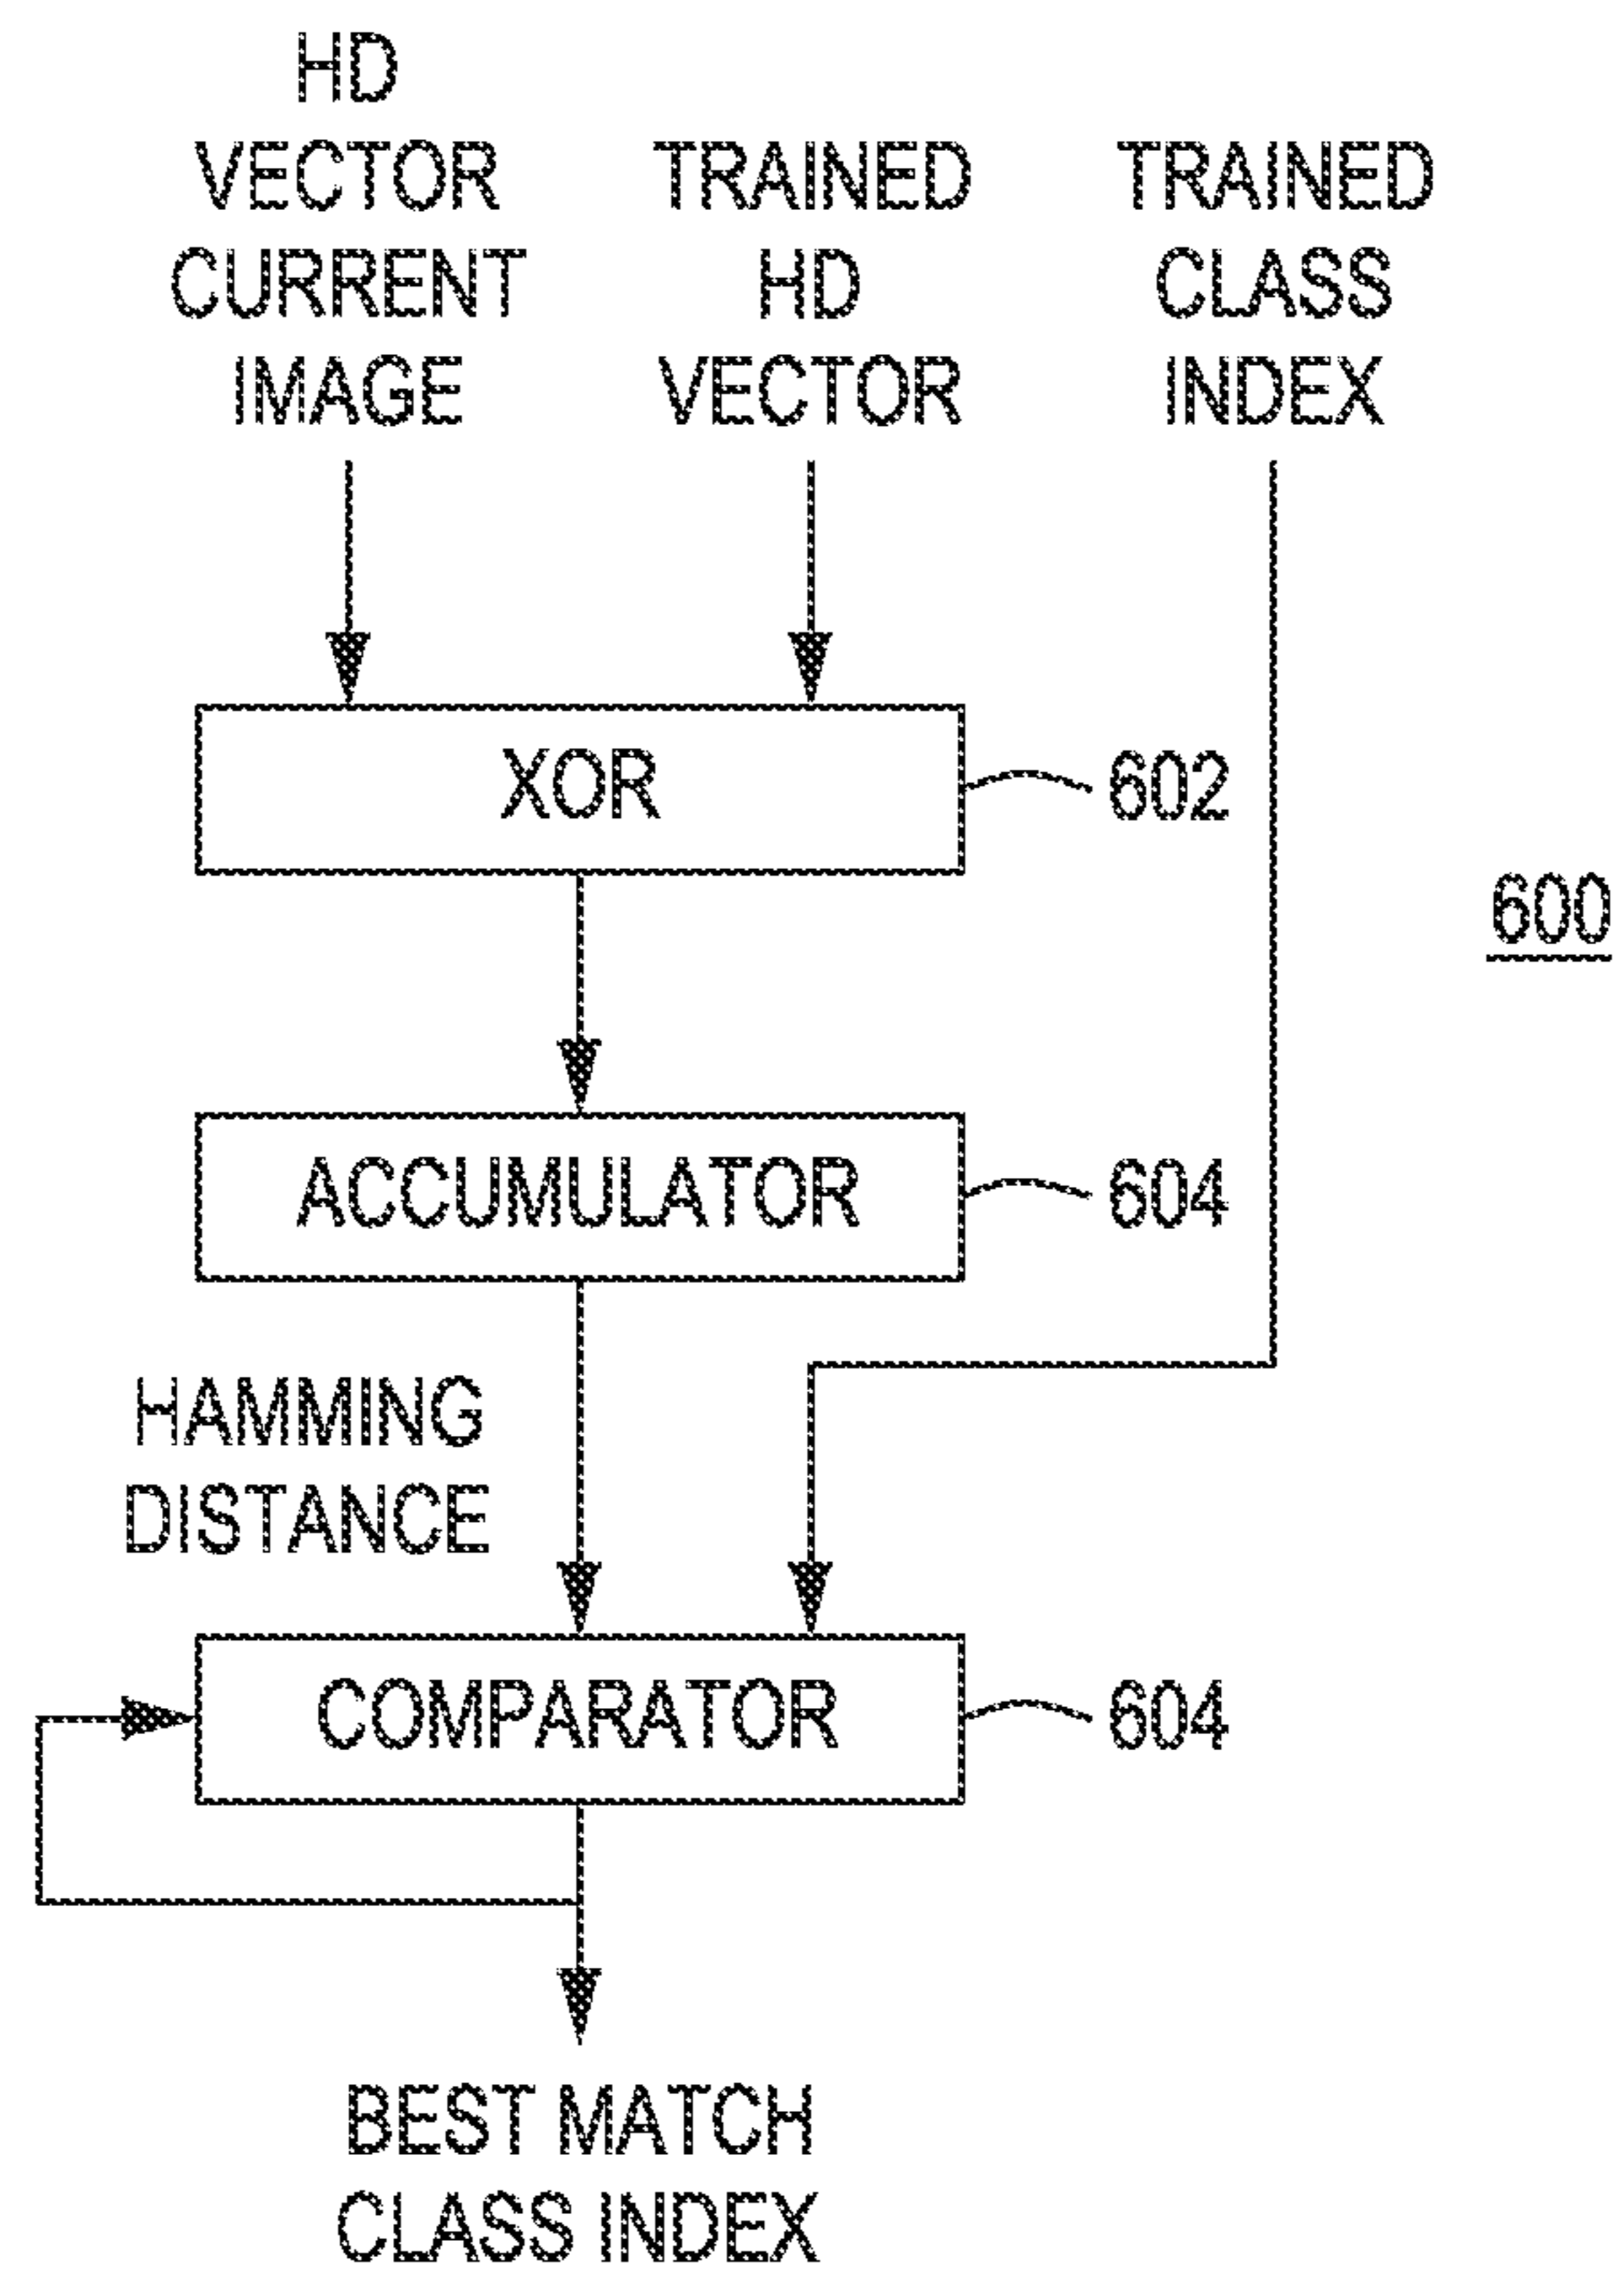 HD
VECTOR
CURRENT
IMAGE
TRAINED
HD
VECTOR
TRAINED
CLASS
INDEX
XOR
602
600
ACCUMULATOR
604
HAMMING
DISTANCE
COMPARATOR
604
BEST MATCH
CLASS INDEX